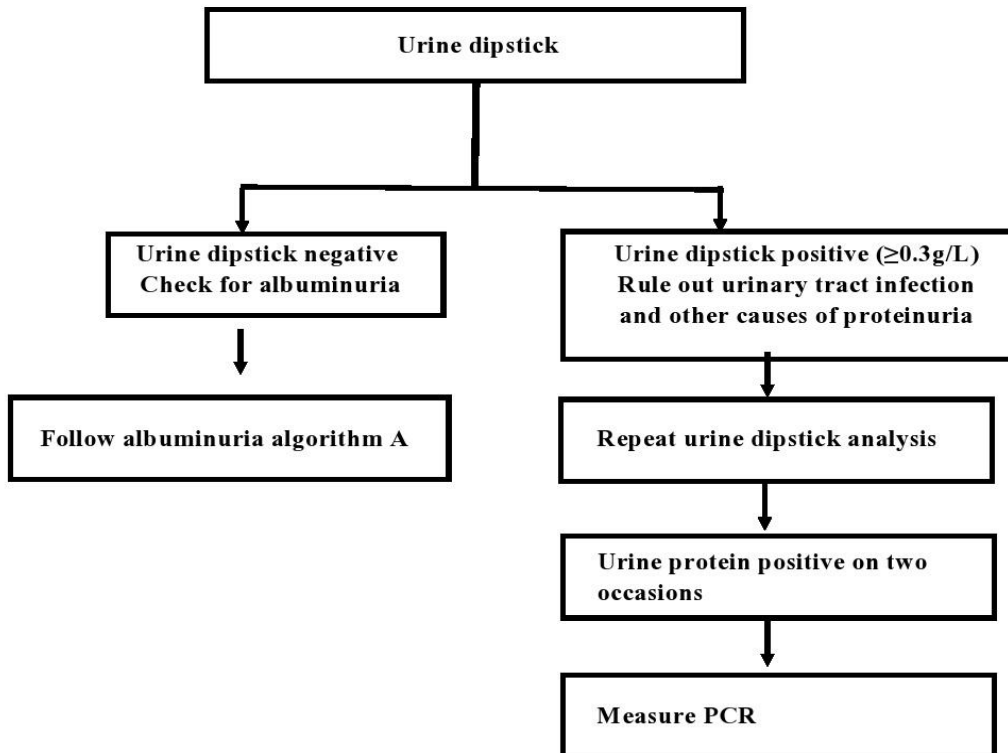 Urine dipstick
Urine dipstick negative
Check for albuminuria
Urine dipstick positive (≥0.3g/L)
Rule out urinary tract infection
and other causes of proteinuria
Follow albuminuria algorithm A
Repeat urine dipstick analysis
Urine protein positive on two
occasions
Measure PCR